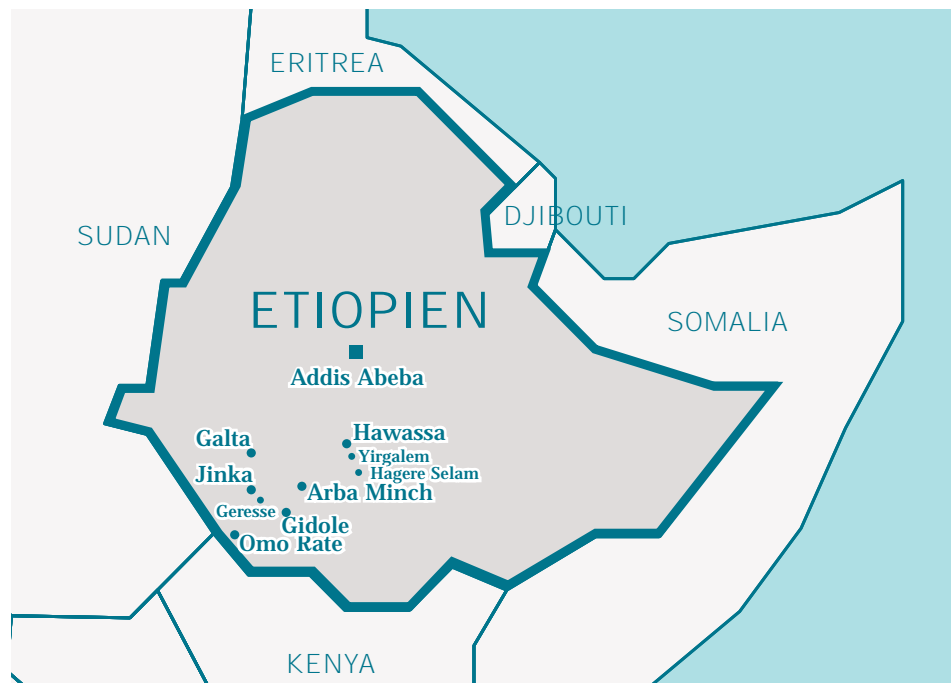 ERITREA
DJIBOUTI
SUDAN
ETIOPIEN
SOMALIA
Addis Abeba
Hawassa
Galta
Yirgalem
Hagere Selam
Jinka
Arba Minch
Geresse
Gidole
Omo Rate
KENYA